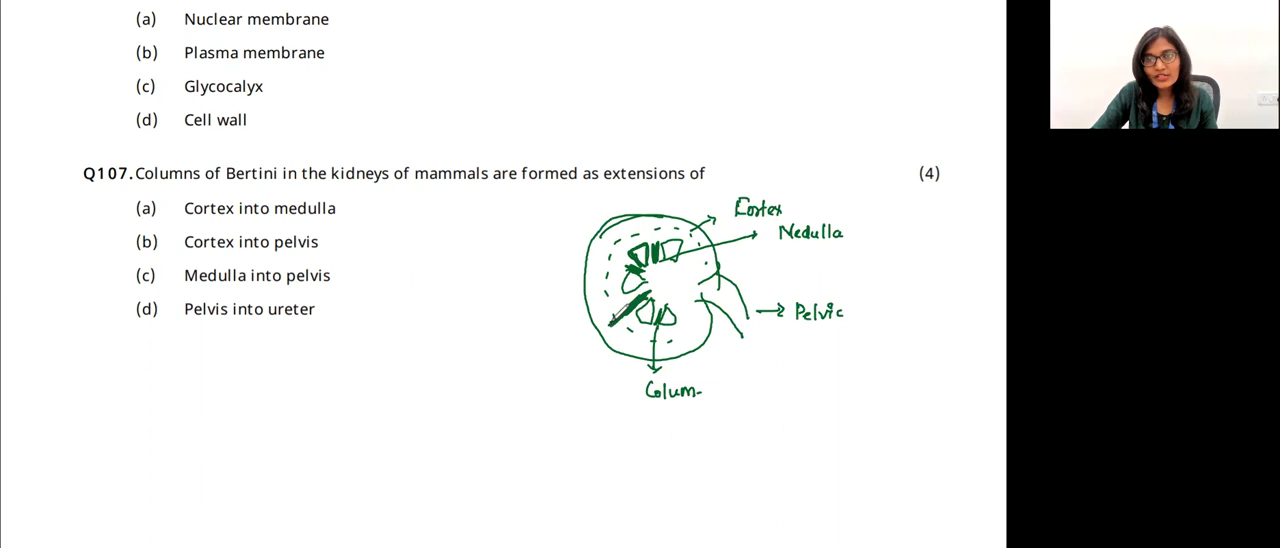 (a) Nuclear membrane
(b) Plasma membrane
(c) Glycocalyx
(d) Cell wall
Q107. Columns of Bertini in the kidneys of mammals are formed as extensions of (4)
(a) Cortex into medulla
(b) Cortex into pelvis
(c) Medulla into pelvis
(d) Pelvis into ureter
Cortex
Medulla
Pelvic
Colum-